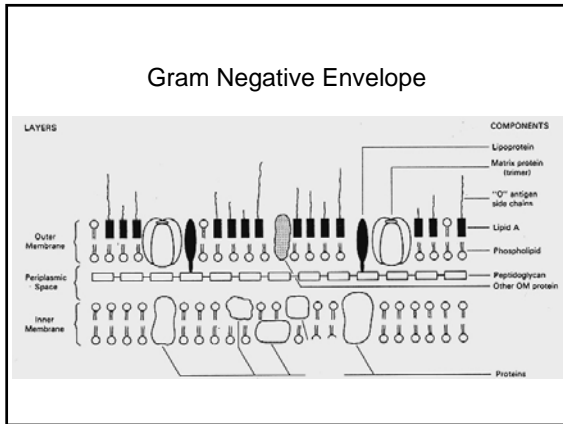 Gram Negative Envelope
LAYERS
COMPONENTS
Lipoprotein
Matrix protein
(trimer)
"O" antigen
side chains
Lipid A
Outer
Membrane
Phospholipid
Periplasmic
Space
Peptidoglycan
Other OM protein
Inner
Membrane
Proteins